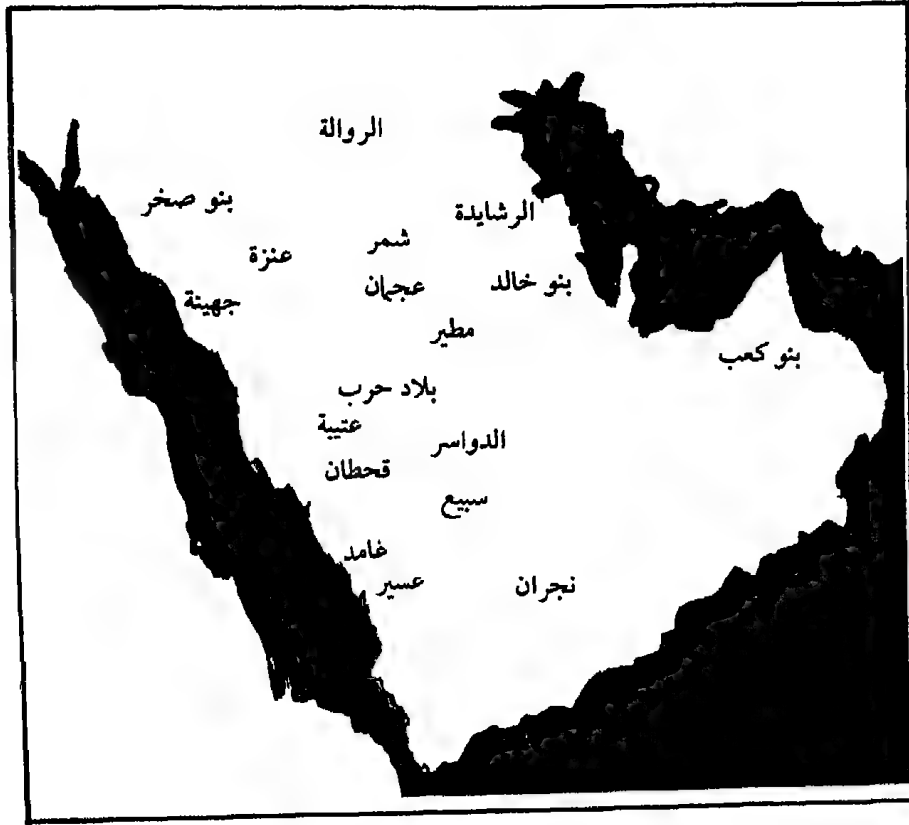 الروالة
بنو صخر
الرشايدة
شمر
عنزة
بنو خالد
عجمان
جهينة
مطير
بنو كعب
بلاد حرب
عتيبة
الدواسر
قحطان
سبيع
غامد
عسير
نجران